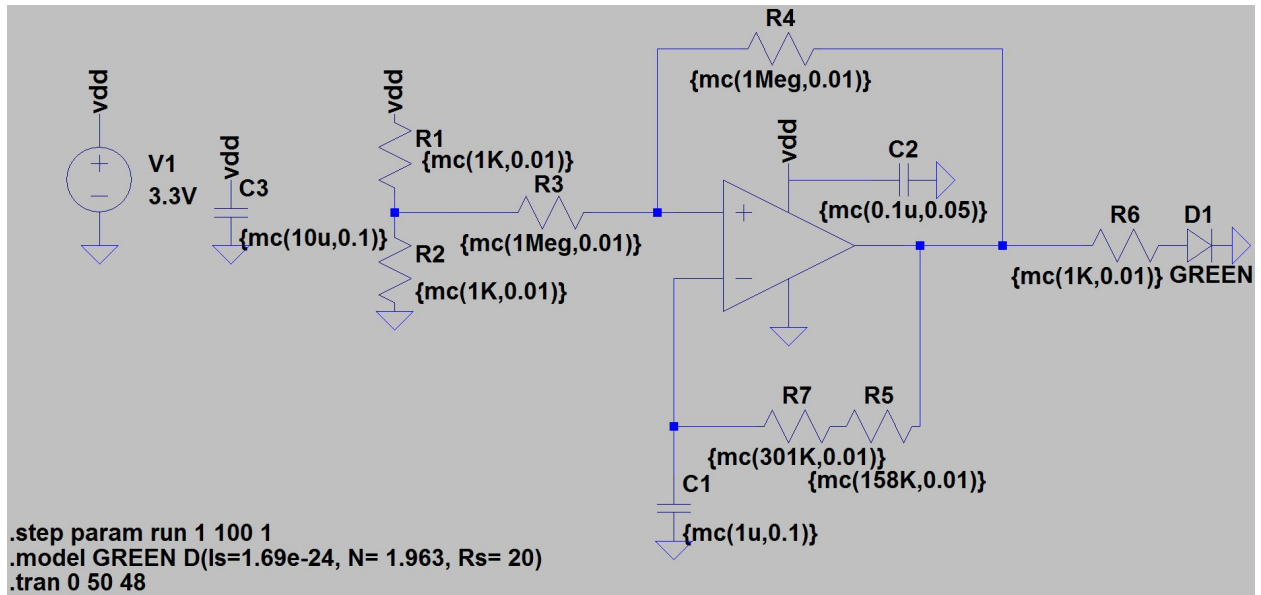 R4
{mc(1Meg,0.01)}
vdd
vdd
vdd
vdd
V1
3.3V
C3
{mc(10u,0.1)}
R1
{mc(1K,0.01)}
R3
{mc(1Meg,0.01)}
R2
{mc(1K,0.01)}
C2
{mc(0.1u,0.05)}
R6
{mc(1K,0.01)}
D1
GREEN
R7
R5
{mc(301K,0.01)}
{mc(158K,0.01)}
C1
{mc(1u,0.1)}
.step param run 1 100 1
.model GREEN D(Is=1.69e-24, N= 1.963, Rs= 20)
.tran 0 50 48